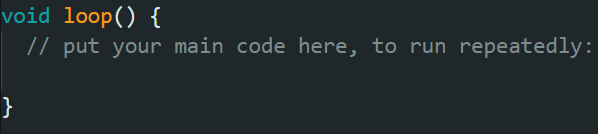 void loop() {
  // put your main code here, to run repeatedly:
}